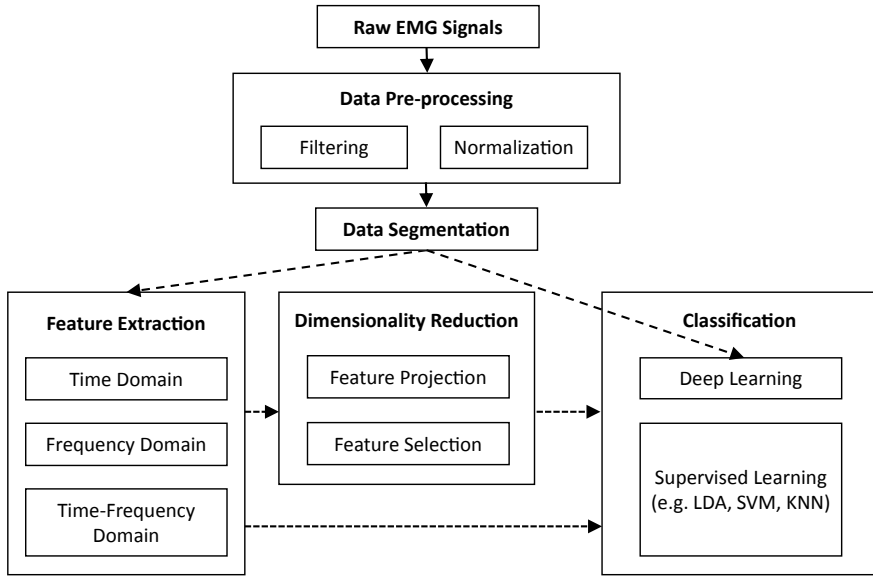 Raw EMG Signals
Data Pre-processing
Filtering
Normalization
Data Segmentation
Feature Extraction
Time Domain
Frequency Domain
Time-Frequency
Domain
Dimensionality Reduction
Feature Projection
Feature Selection
Classification
Deep Learning
Supervised Learning
(e.g. LDA, SVM, KNN)